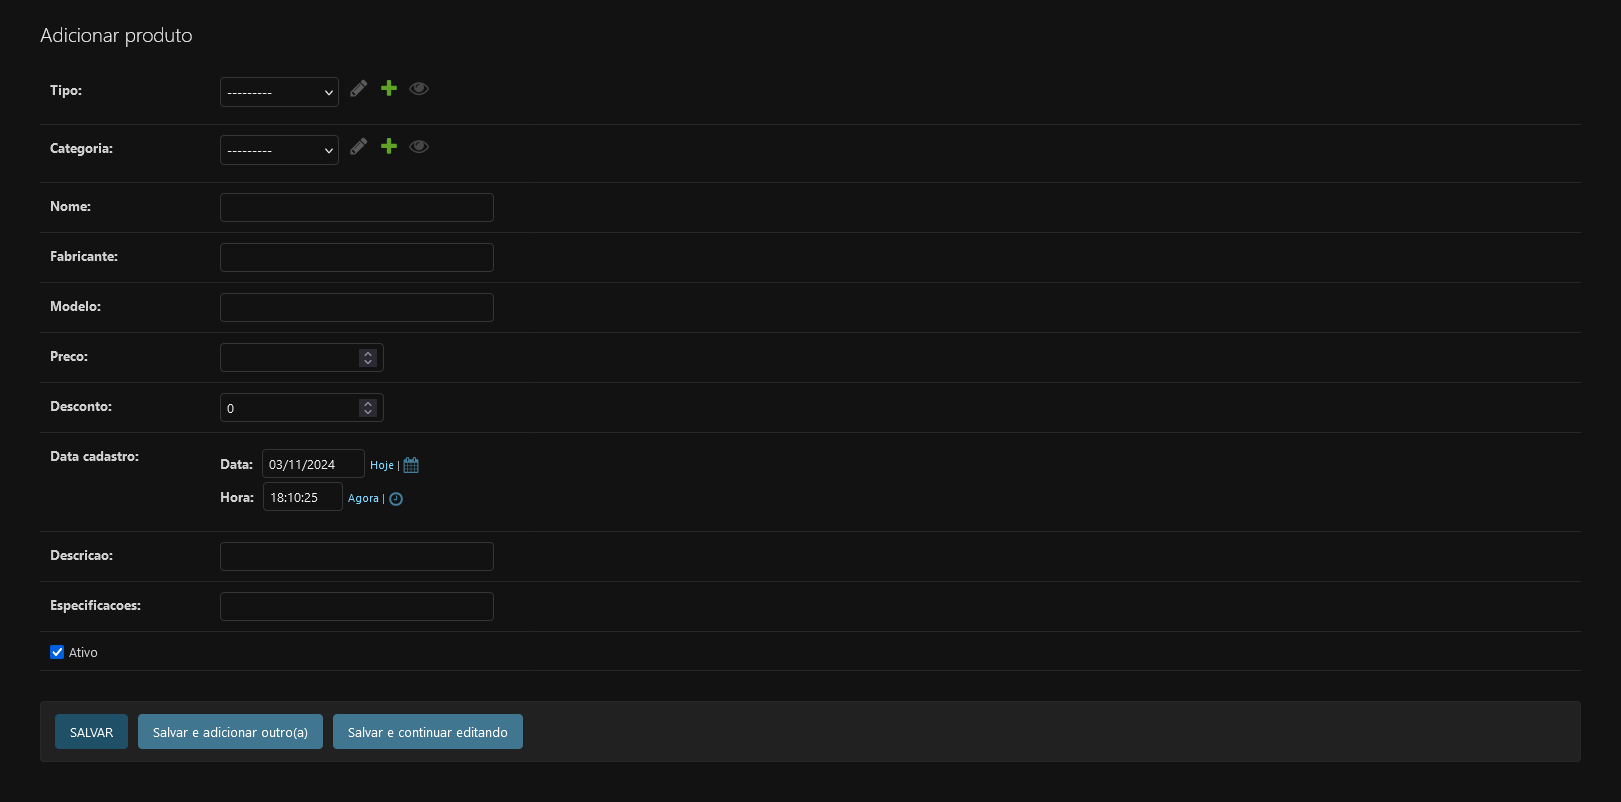 Adicionar produto
Tipo: ---------
Categoria: ---------
Nome:
Fabricante:
Modelo:
Preco:
Desconto: 0
Data cadastro:
Data: 03/11/2024 Hoje |
Hora: 18:10:25 Agora |
Descricao:
Especificacoes:
Ativo
SALVAR Salvar e adicionar outro(a) Salvar e continuar editando